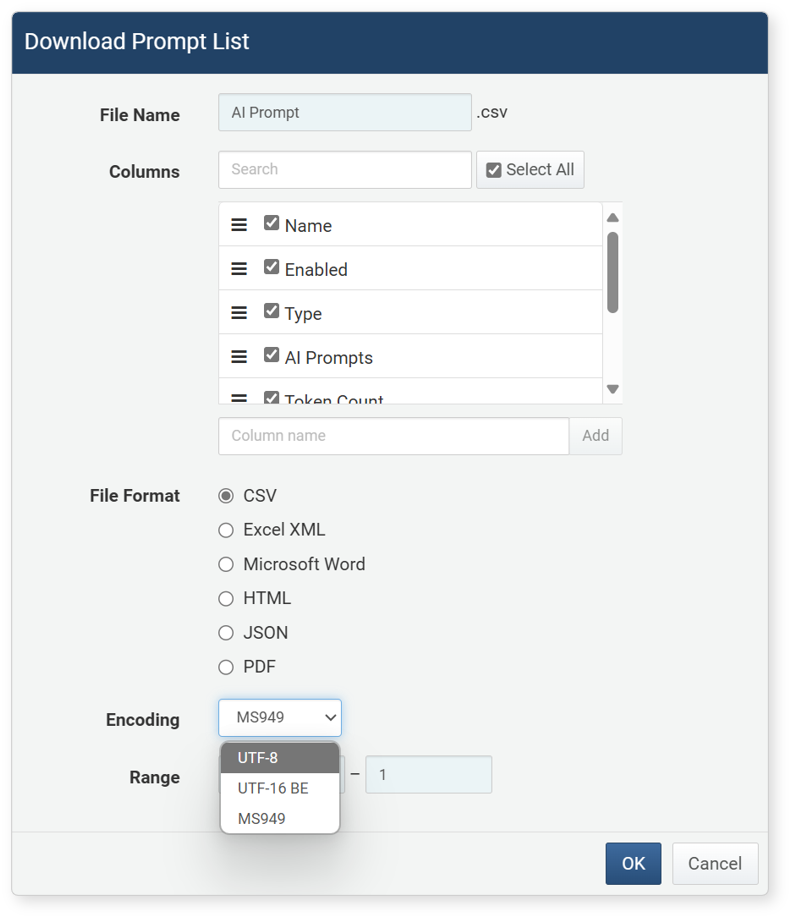 Download Prompt List
File Name
AI Prompt
.csv
Columns
Search
Select All
Name
Enabled
Type
AI Prompts
Token Count
Column name
Add
File Format
CSV
Excel XML
Microsoft Word
HTML
JSON
PDF
Encoding
MS949
UTF-8
UTF-16 BE
MS949
Range
– 1
OK
Cancel